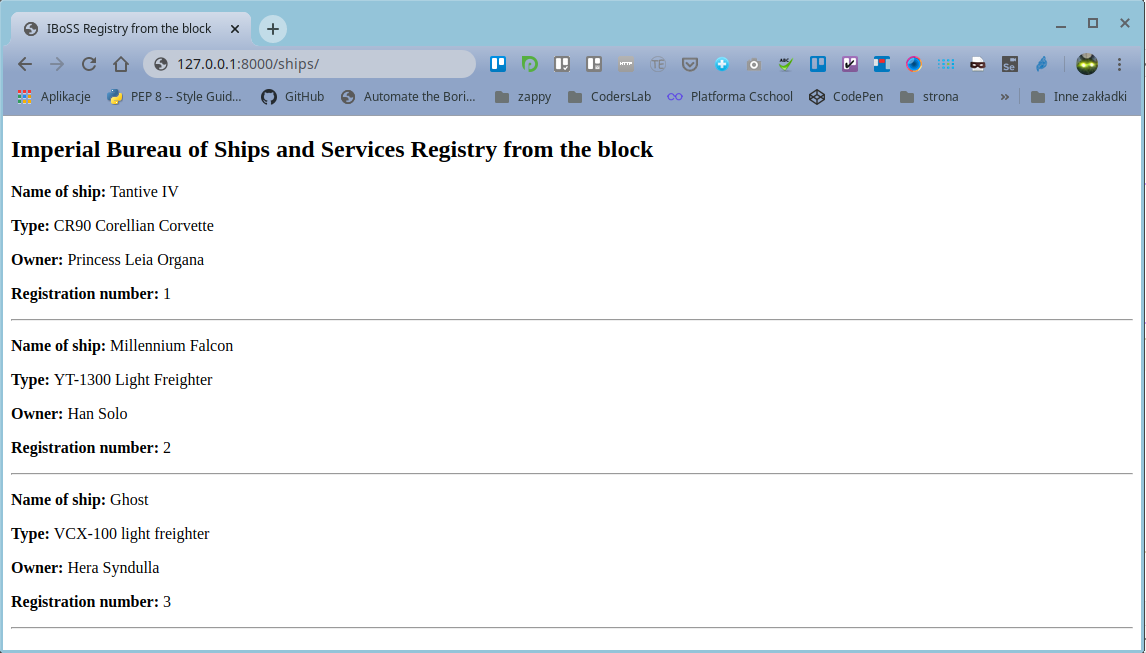 IBoSS Registry from the block
127.0.0.1:8000/ships/
Aplikacje PEP 8 -- Style Guid... GitHub Automate the Bori... zappy CodersLab Platforma Cschool CodePen strona » Inne zakładki
Imperial Bureau of Ships and Services Registry from the block
Name of ship: Tantive IV
Type: CR90 Corellian Corvette
Owner: Princess Leia Organa
Registration number: 1
Name of ship: Millennium Falcon
Type: YT-1300 Light Freighter
Owner: Han Solo
Registration number: 2
Name of ship: Ghost
Type: VCX-100 light freighter
Owner: Hera Syndulla
Registration number: 3